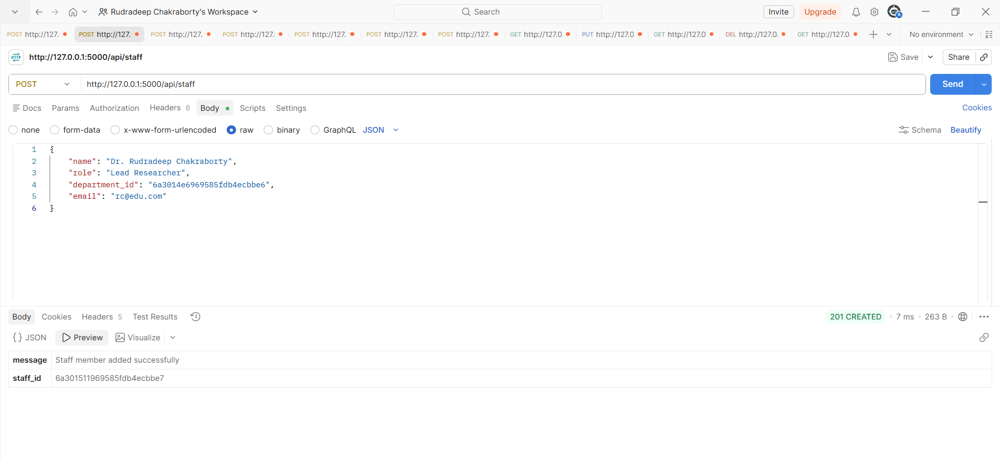 Rudradeep Chakraborty's Workspace Search Invite Upgrade
POST http://127. POST http://127. POST http://127. POST http://127. POST http://127. POST http://127. POST http://127. GET http://127.0 PUT http://127.0 GET http://127.0 DEL http://127.0. GET http://127.0 No environment
HTTP http://127.0.0.1:5000/api/staff Save Share
POST http://127.0.0.1:5000/api/staff Send
Docs Params Authorization Headers 8 Body Scripts Settings Cookies
none form-data x-www-form-urlencoded raw binary GraphQL JSON Schema Beautify
1 {
2 "name": "Dr. Rudradeep Chakraborty",
3 "role": "Lead Researcher",
4 "department_id": "6a3014e6969585fdb4ecbbe6",
5 "email": "rc@edu.com"
6 }
Body Cookies Headers 5 Test Results 201 CREATED 7 ms 263 B
{} JSON Preview Visualize
message Staff member added successfully
staff_id 6a301511969585fdb4ecbbe7